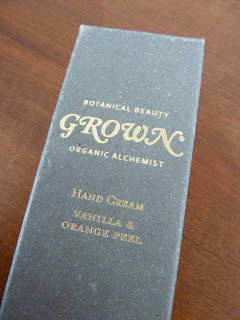 BOTANICAL BEAUTY
GROWN
ORGANIC ALCHEMIST
HAND CREAM
VANILLA &
ORANGE PEEL